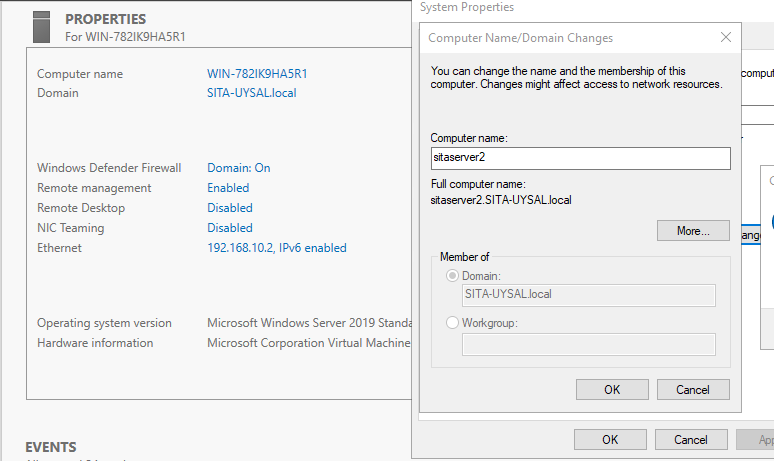 PROPERTIES
For WIN-782IK9HA5R1
Computer name WIN-782IK9HA5R1
Domain SITA-UYSAL.local
Windows Defender Firewall Domain: On
Remote management Enabled
Remote Desktop Disabled
NIC Teaming Disabled
Ethernet 192.168.10.2, IPv6 enabled
Operating system version Microsoft Windows Server 2019
Hardware information Microsoft Corporation Virtual Machine
EVENTS
System Properties
Computer Name/Domain Changes
You can change the name and the membership of this
computer. Changes might affect access to network resources.
Computer name:
sitaserver2
Full computer name:
sitaserver2.SITA-UYSAL.local
More...
Member of
Domain:
SITA-UYSAL.local
Workgroup:
OK Cancel
OK Cancel